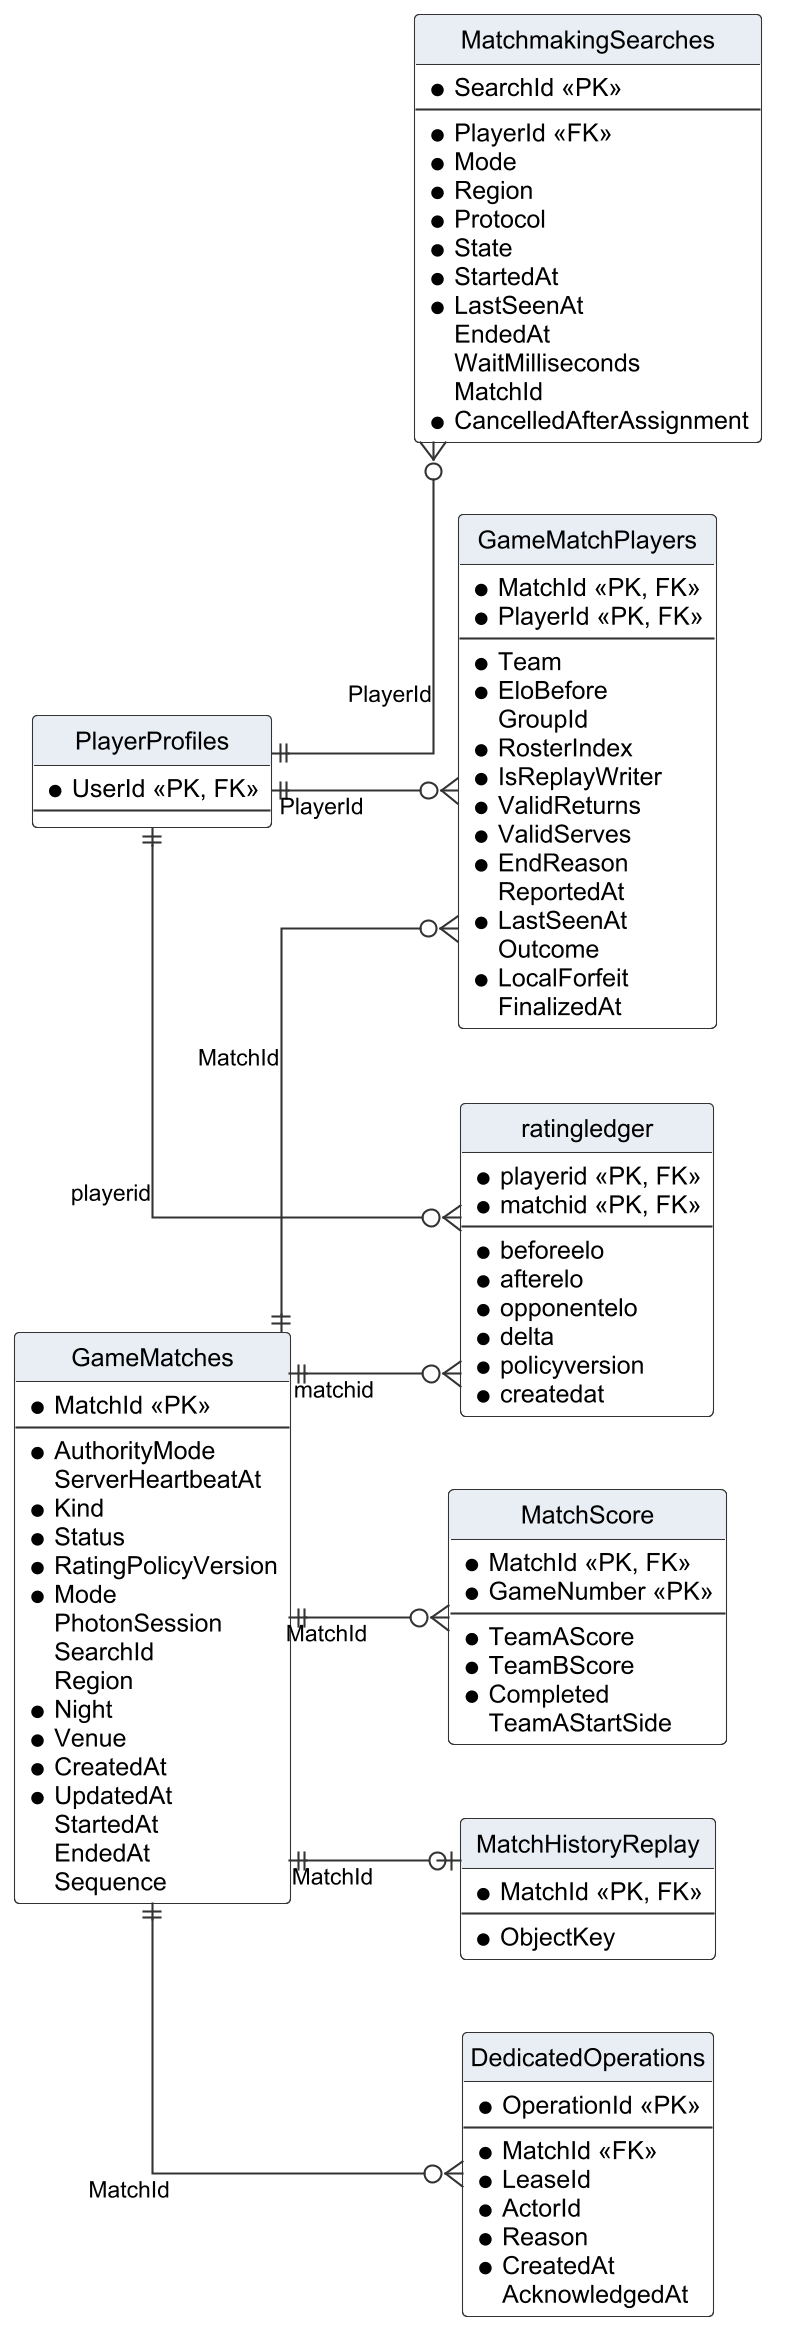 MatchmakingSearches
SearchId «PK»
PlayerId «FK»
Mode
Region
Protocol
State
StartedAt
LastSeenAt
EndedAt
WaitMilliseconds
MatchId
CancelledAfterAssignment
GameMatchPlayers
MatchId «PK, FK»
PlayerId «PK, FK»
Team
EloBefore
GroupId
RosterIndex
IsReplayWriter
ValidReturns
ValidServes
EndReason
ReportedAt
LastSeenAt
Outcome
LocalForfeit
FinalizedAt
PlayerId
PlayerProfiles
UserId «PK, FK»
PlayerId
MatchId
playerid
ratingledger
playerid «PK, FK»
matchid «PK, FK»
beforeelo
afterelo
opponentelo
delta
policyversion
createdat
matchid
GameMatches
MatchId «PK»
AuthorityMode
ServerHeartbeatAt
Kind
Status
RatingPolicyVersion
Mode
PhotonSession
SearchId
Region
Night
Venue
CreatedAt
UpdatedAt
StartedAt
EndedAt
Sequence
MatchScore
MatchId «PK, FK»
GameNumber «PK»
TeamAScore
TeamBScore
Completed
TeamAStartSide
MatchId
MatchHistoryReplay
MatchId «PK, FK»
ObjectKey
MatchId
DedicatedOperations
OperationId «PK»
MatchId «FK»
LeaseId
ActorId
Reason
CreatedAt
AcknowledgedAt
MatchId